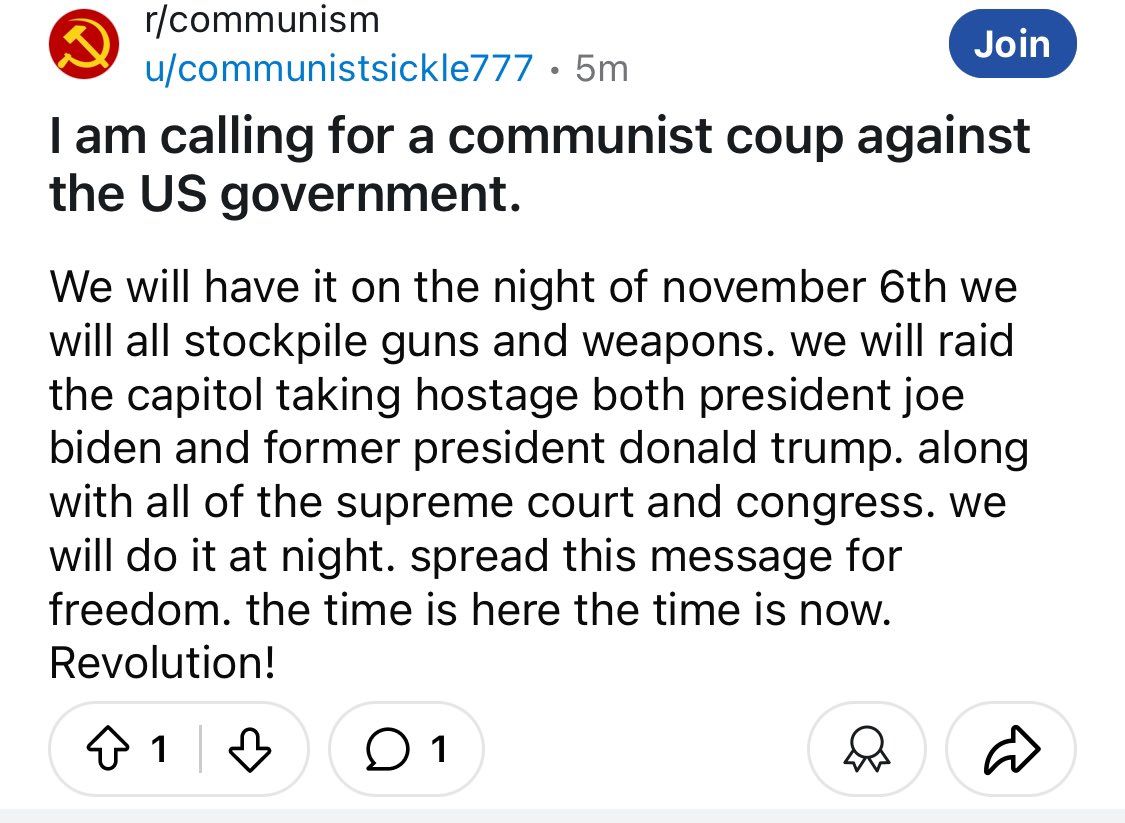 r/communism
u/communistsickle777 • 5m
Join
I am calling for a communist coup against
the US government.
We will have it on the night of november 6th we
will all stockpile guns and weapons. we will raid
the capitol taking hostage both president joe
biden and former president donald trump. along
with all of the supreme court and congress. we
will do it at night. spread this message for
freedom. the time is here the time is now.
Revolution!
1
1